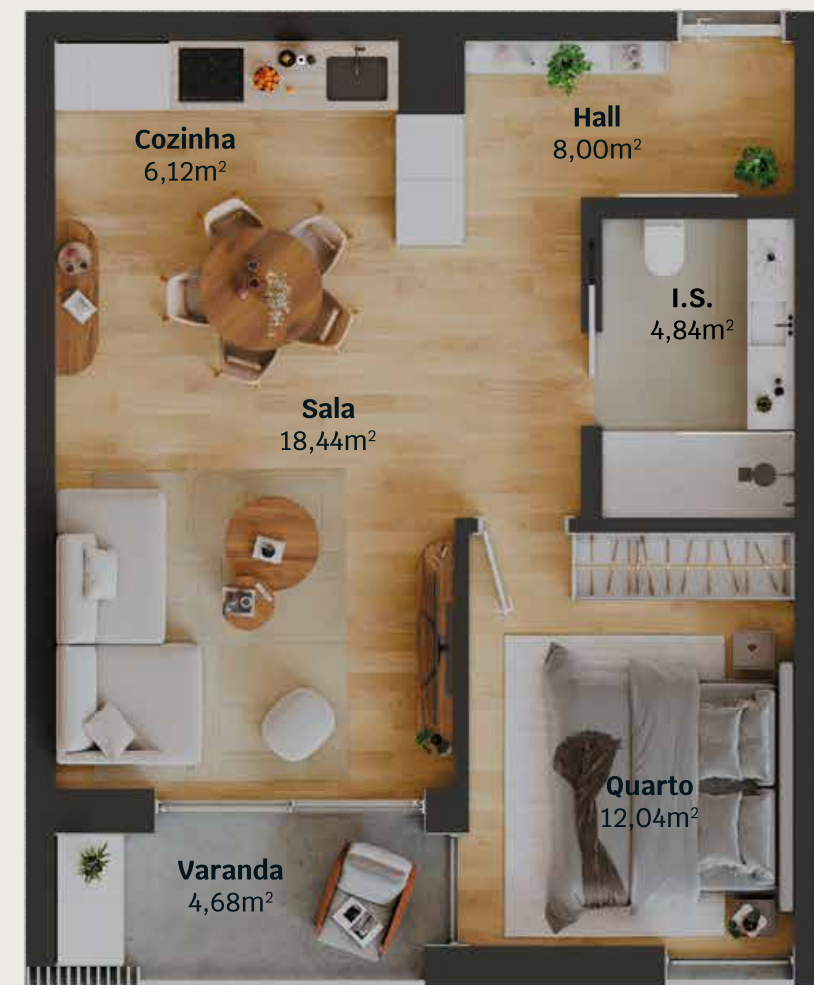 Cozinha
6,12m²
Hall
8,00m²
I.S.
4,84m²
Sala
18,44m²
Quarto
12,04m²
Varanda
4,68m²